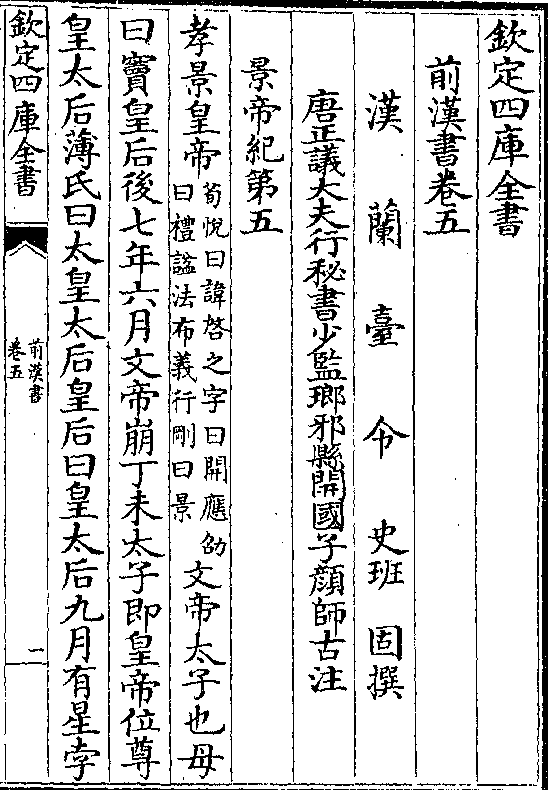 欽定四庫全書
前漢書卷五
漢蘭臺令史班固撰
唐正議大夫行秘書少監瑯邪縣開國子顔師古注
景帝紀第五
孝景皇帝荀悅曰諱啓之字曰開應劭曰禮諡法布義行剛曰景文帝太子也母
曰竇皇后後七年六月文帝崩丁未太子即皇帝位尊
皇太后薄氏曰太皇太后皇后曰皇太后九月有星孛
欽定四庫全書
前漢書
卷五
一